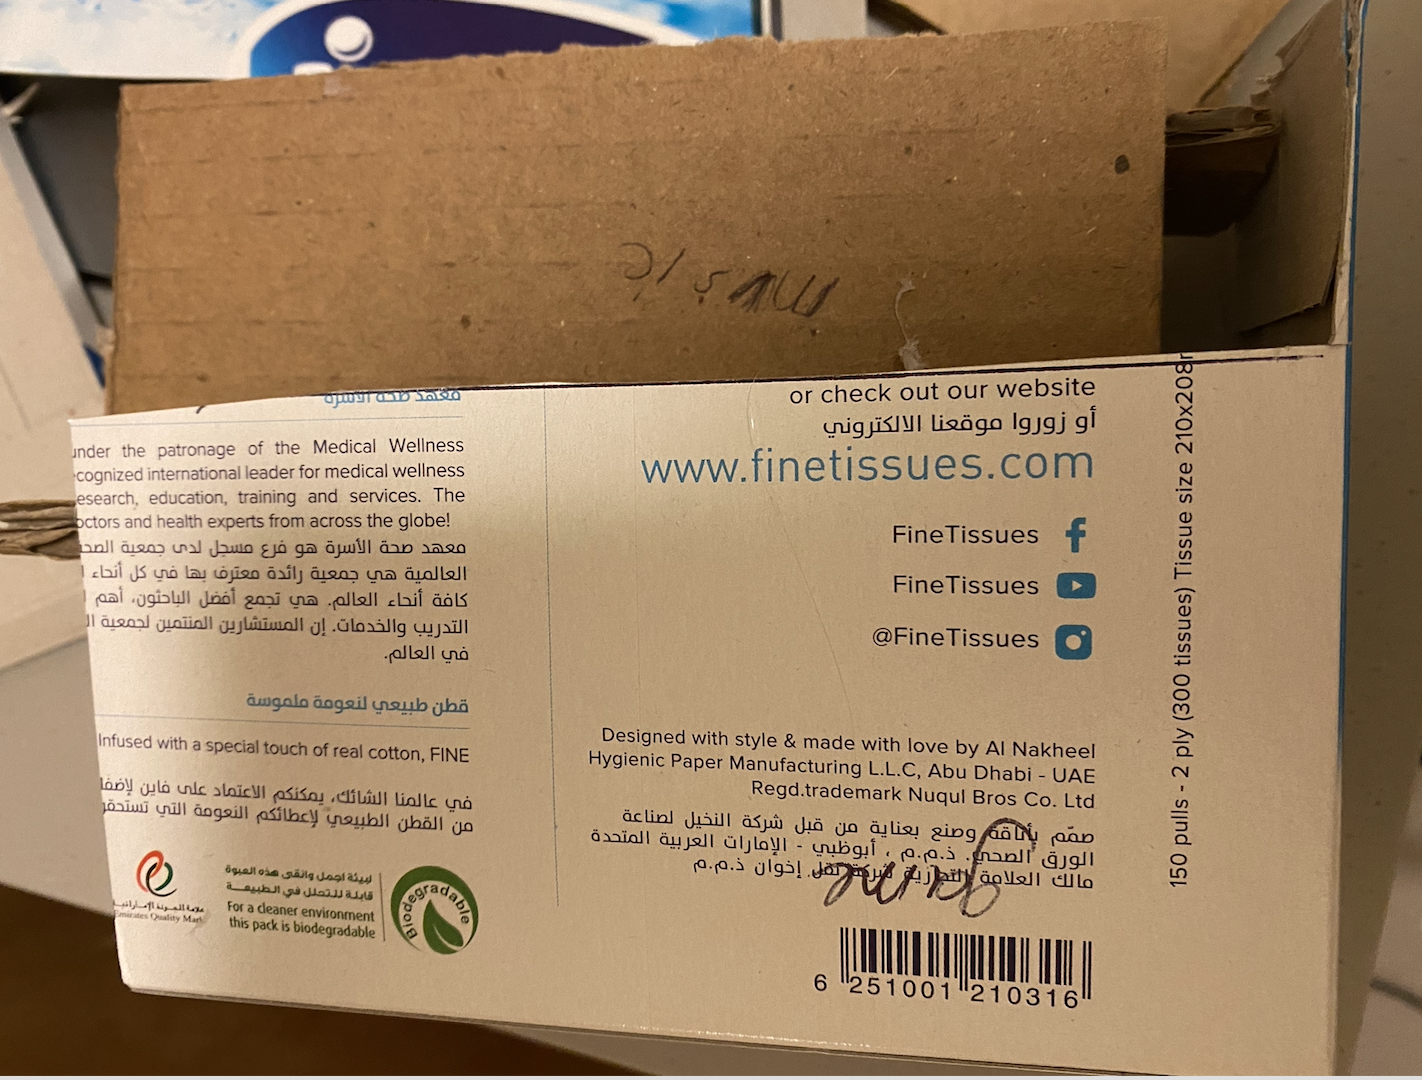 معهد صحة الأسرة
under the patronage of the Medical Wellness
cognized international leader for medical wellness
esearch, education, training and services. The
octors and health experts from across the globe!
معهد صحة الأسرة هو فرع مسجل لدى جمعية الصح
العالمية هي جمعية رائدة معترف بها في كل أنحاء
كافة أنحاء العالم. هي تجمع أفضل الباحثون، أهم
التدريب والخدمات. إن المستشارين المنتمين لجمعية ال
في العالم.
قطن طبيعي لنعومة ملموسة
Infused with a special touch of real cotton, FINE
في عالمنا الشائك، يمكنكم الاعتماد على فاين لإضفا
من القطن الطبيعي لإعطائكم النعومة التي تستحقو
علامة الجودة الإماراتية
Emirates Quality Mark
لبيئة اجمل وانقى هذه العبوة
قابلة للتحلل في الطبيعة
For a cleaner environment
this pack is biodegradable
Biodegradable
or check out our website
أو زوروا موقعنا الالكتروني
www.finetissues.com
FineTissues
FineTissues
@FineTissues
Designed with style & made with love by Al Nakheel
Hygienic Paper Manufacturing L.L.C, Abu Dhabi - UAE
Regd.trademark Nuqul Bros Co. Ltd
صمّم بأناقة وصنع بعناية من قبل شركة النخيل لصناعة
الورق الصحي. ذ.م.م ، أبوظبي - الإمارات العربية المتحدة
مالك العلامة التجارية شركة نقل إخوان ذ.م.م
6 251001 210316
150 pulls - 2 ply (300 tissues) Tissue size 210x208